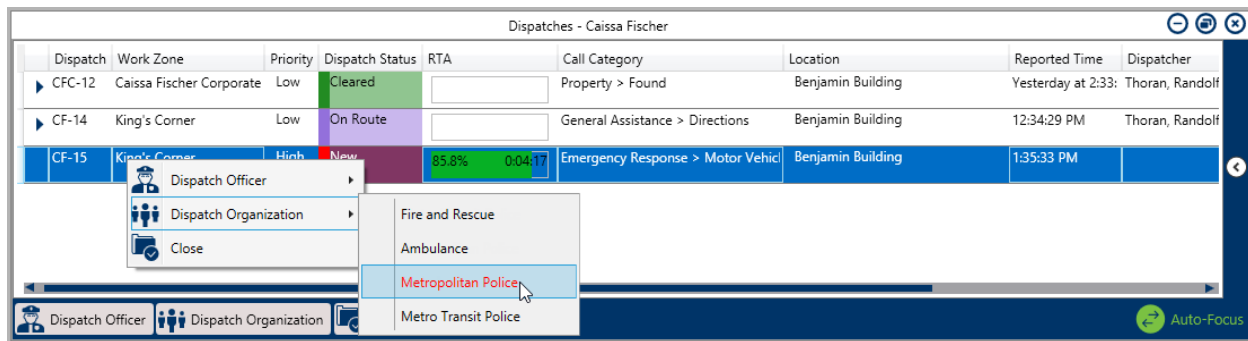 Dispatches - Caissa Fischer
Dispatch Work Zone Priority Dispatch Status RTA Call Category Location Reported Time Dispatcher
CFC-12 Caissa Fischer Corporate Low Cleared Property > Found Benjamin Building Yesterday at 2:33: Thoran, Randolf
CF-14 King's Corner Low On Route General Assistance > Directions Benjamin Building 12:34:29 PM Thoran, Randolf
CF-15 King's Corner High New 85.8% 0:04:17 Emergency Response > Motor Vehicl Benjamin Building 1:35:33 PM
Dispatch Officer
Dispatch Organization
Close
Fire and Rescue
Ambulance
Metropolitan Police
Metro Transit Police
Dispatch Officer Dispatch Organization Auto-Focus